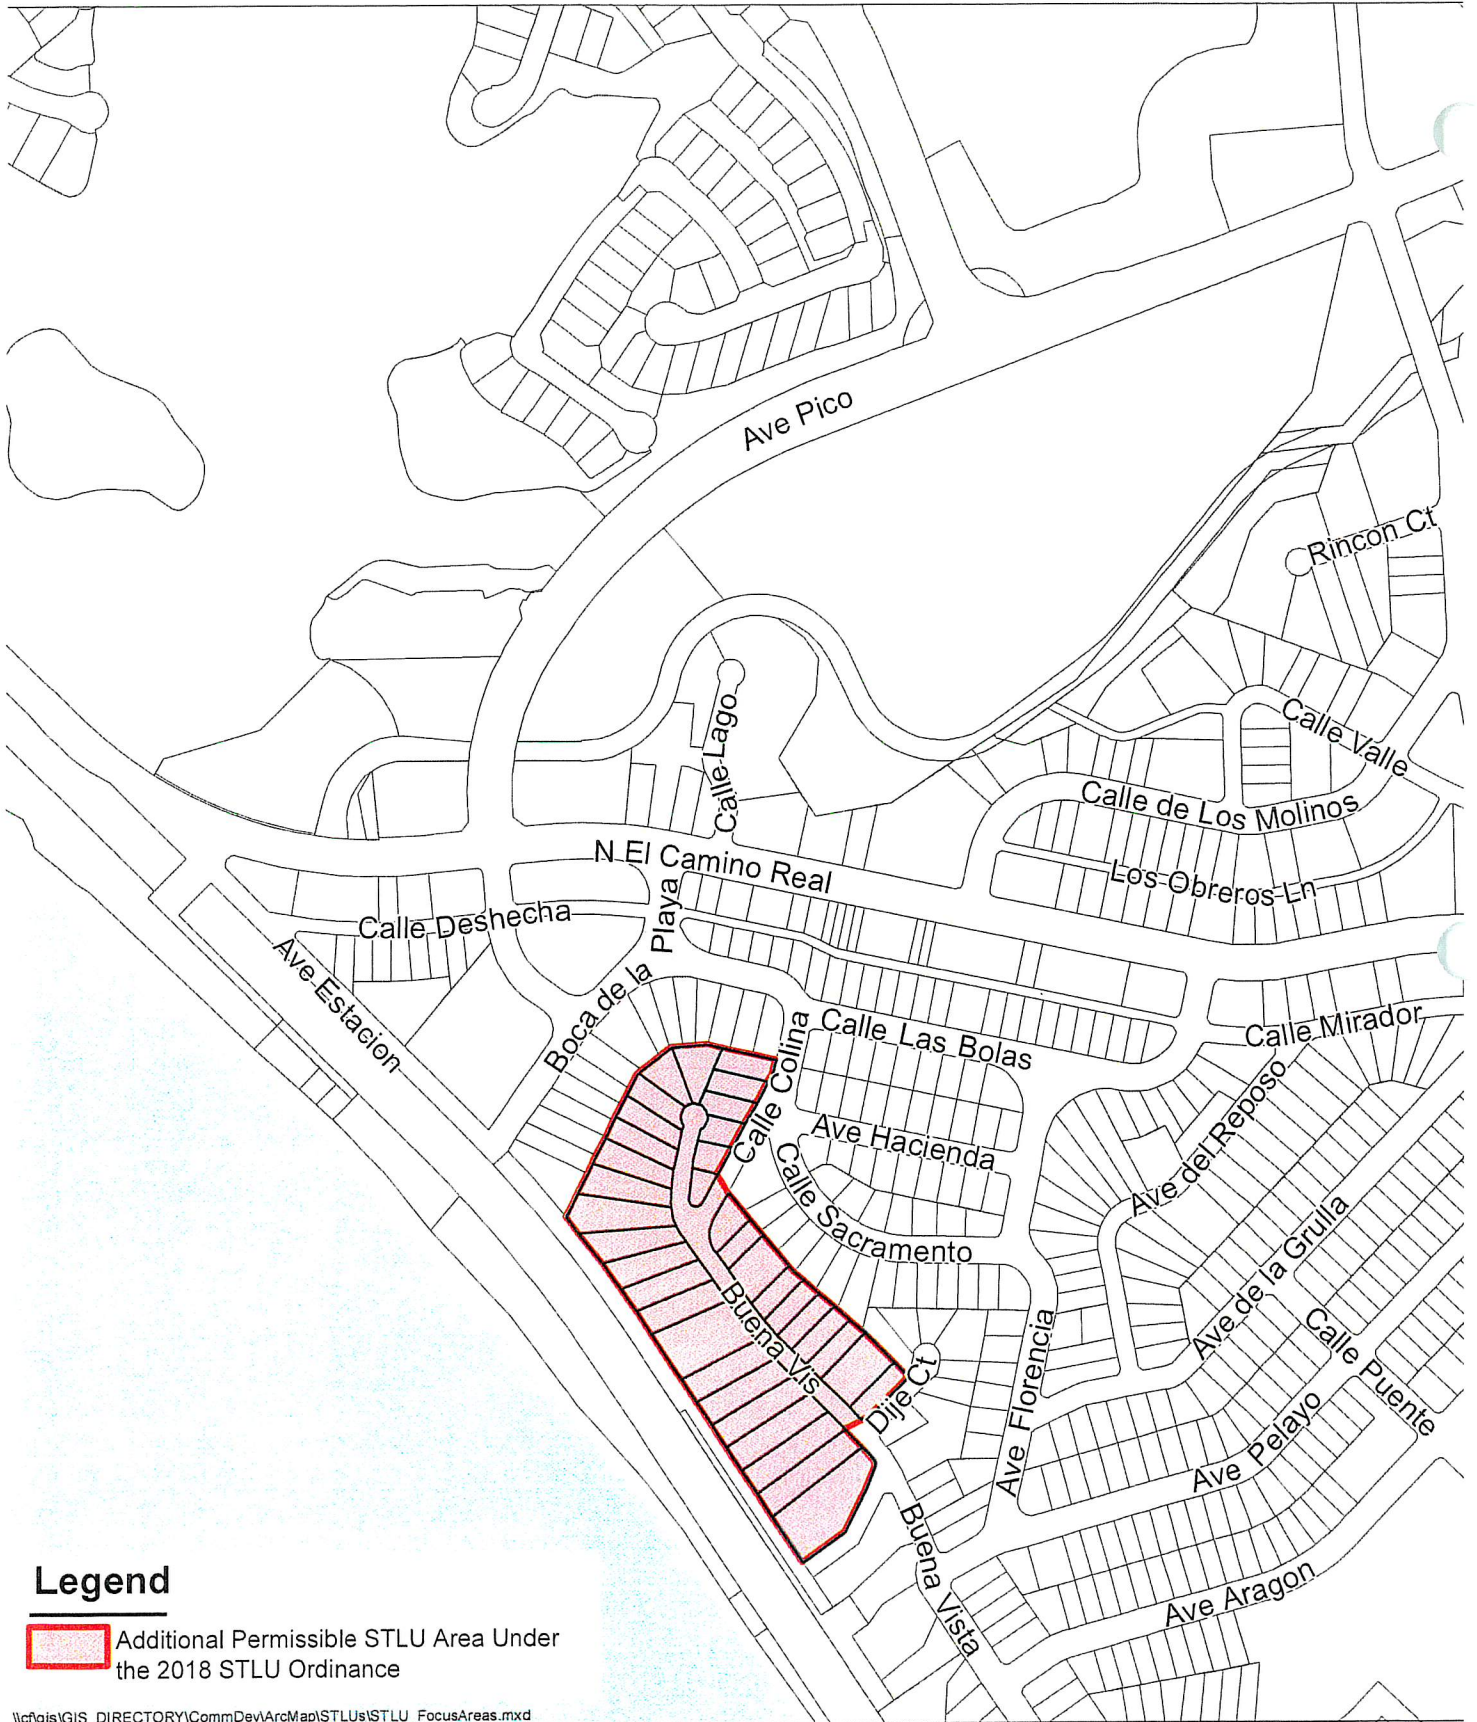 Ave Pico
Rincon Ct
Calle Valle
Calle Lago
Calle de Los Molinos
N El Camino Real
Los Obreros Ln
Playa
Calle Deshecha
Ave Estacion
Boca de la
Calle Colina
Calle Las Bolas
Calle Mirador
Ave Hacienda
Ave del Reposo
Calle Sacramento
Ave de la Grulla
Buena Vis
Calle Puente
Dije Ct
Ave Florencia
Ave Pelayo
Buena Vista
Ave Aragon
Legend
Additional Permissible STLU Area Under
the 2018 STLU Ordinance
\\cf\gis\GIS_DIRECTORY\CommDev\ArcMap\STLUs\STLU_FocusAreas.mxd